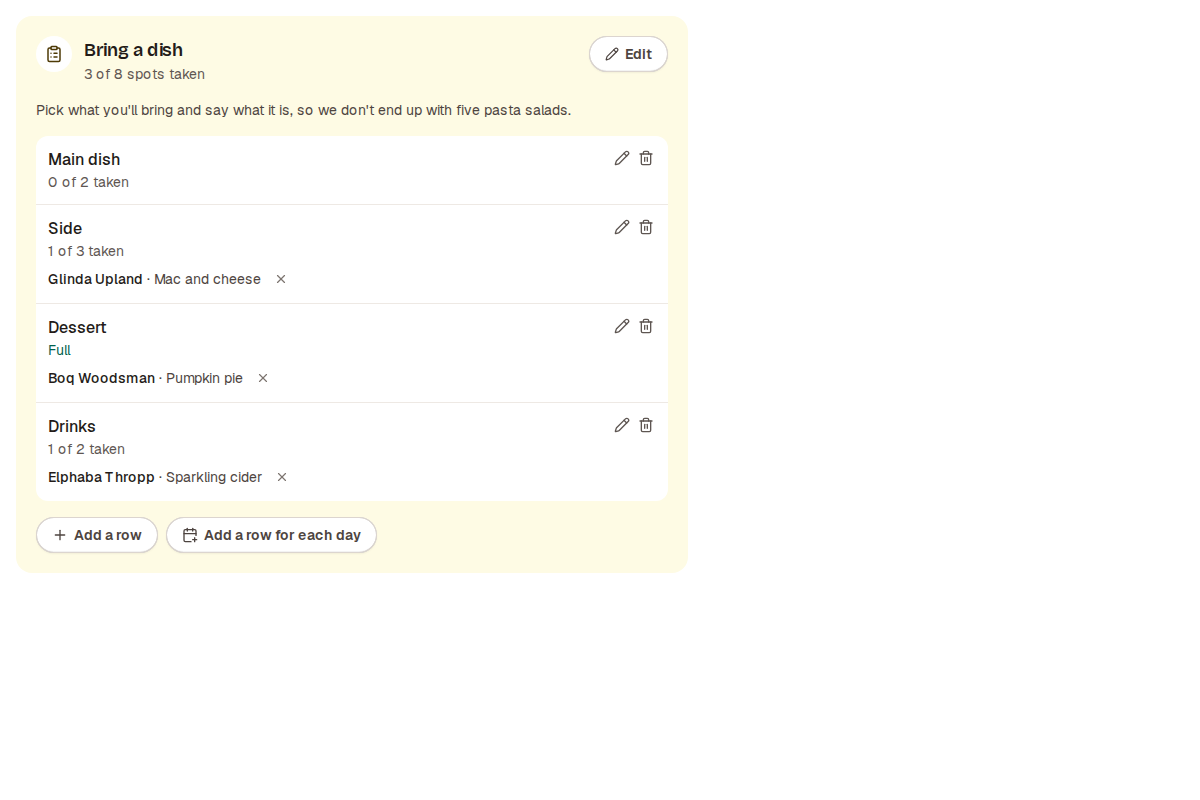 Bring a dish
3 of 8 spots taken
Edit
Pick what you'll bring and say what it is, so we don't end up with five pasta salads.
Main dish
0 of 2 taken
Side
1 of 3 taken
Glinda Upland · Mac and cheese
Dessert
Full
Boq Woodsman · Pumpkin pie
Drinks
1 of 2 taken
Elphaba Thropp · Sparkling cider
Add a row
Add a row for each day